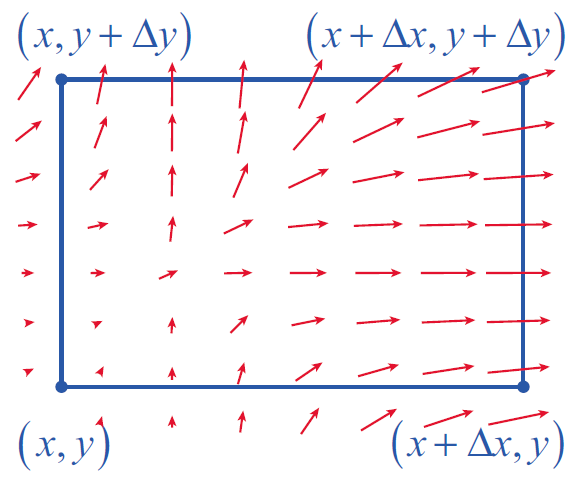 (x, y + Δy)
(x + Δx, y + Δy)
(x, y)
(x + Δx, y)